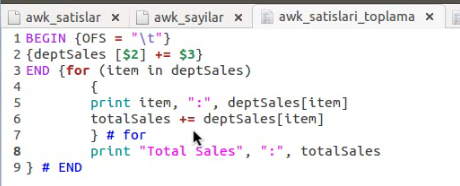 awk_satislar × awk_sayilar × awk_satislari_toplama ×
1 BEGIN {OFS = "\t"}
2 {deptSales [$2] += $3}
3 END {for (item in deptSales)
4 {
5 print item, ":", deptSales[item]
6 totalSales += deptSales[item]
7 } # for
8 print "Total Sales", ":", totalSales
9 } # END